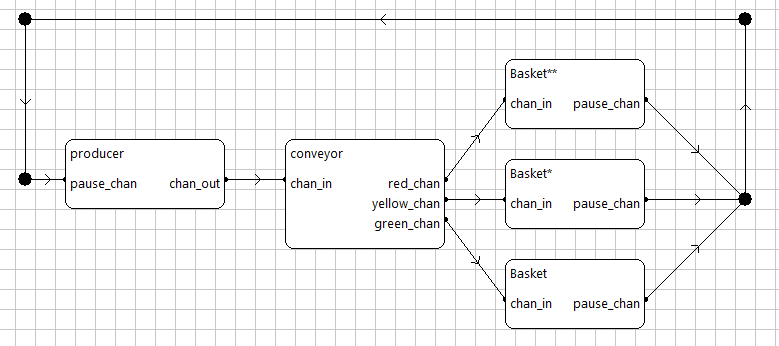 producer
pause_chan chan_out
conveyor
chan_in red_chan
yellow_chan
green_chan
Basket**
chan_in pause_chan
Basket*
chan_in pause_chan
Basket
chan_in pause_chan